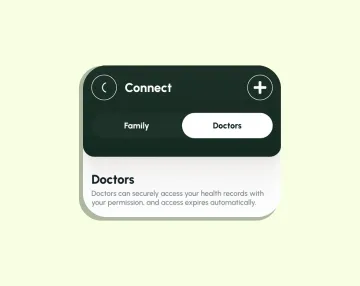 Connect
Family
Doctors
Doctors
Doctors can securely access your health records with
your permission, and access expires automatically.